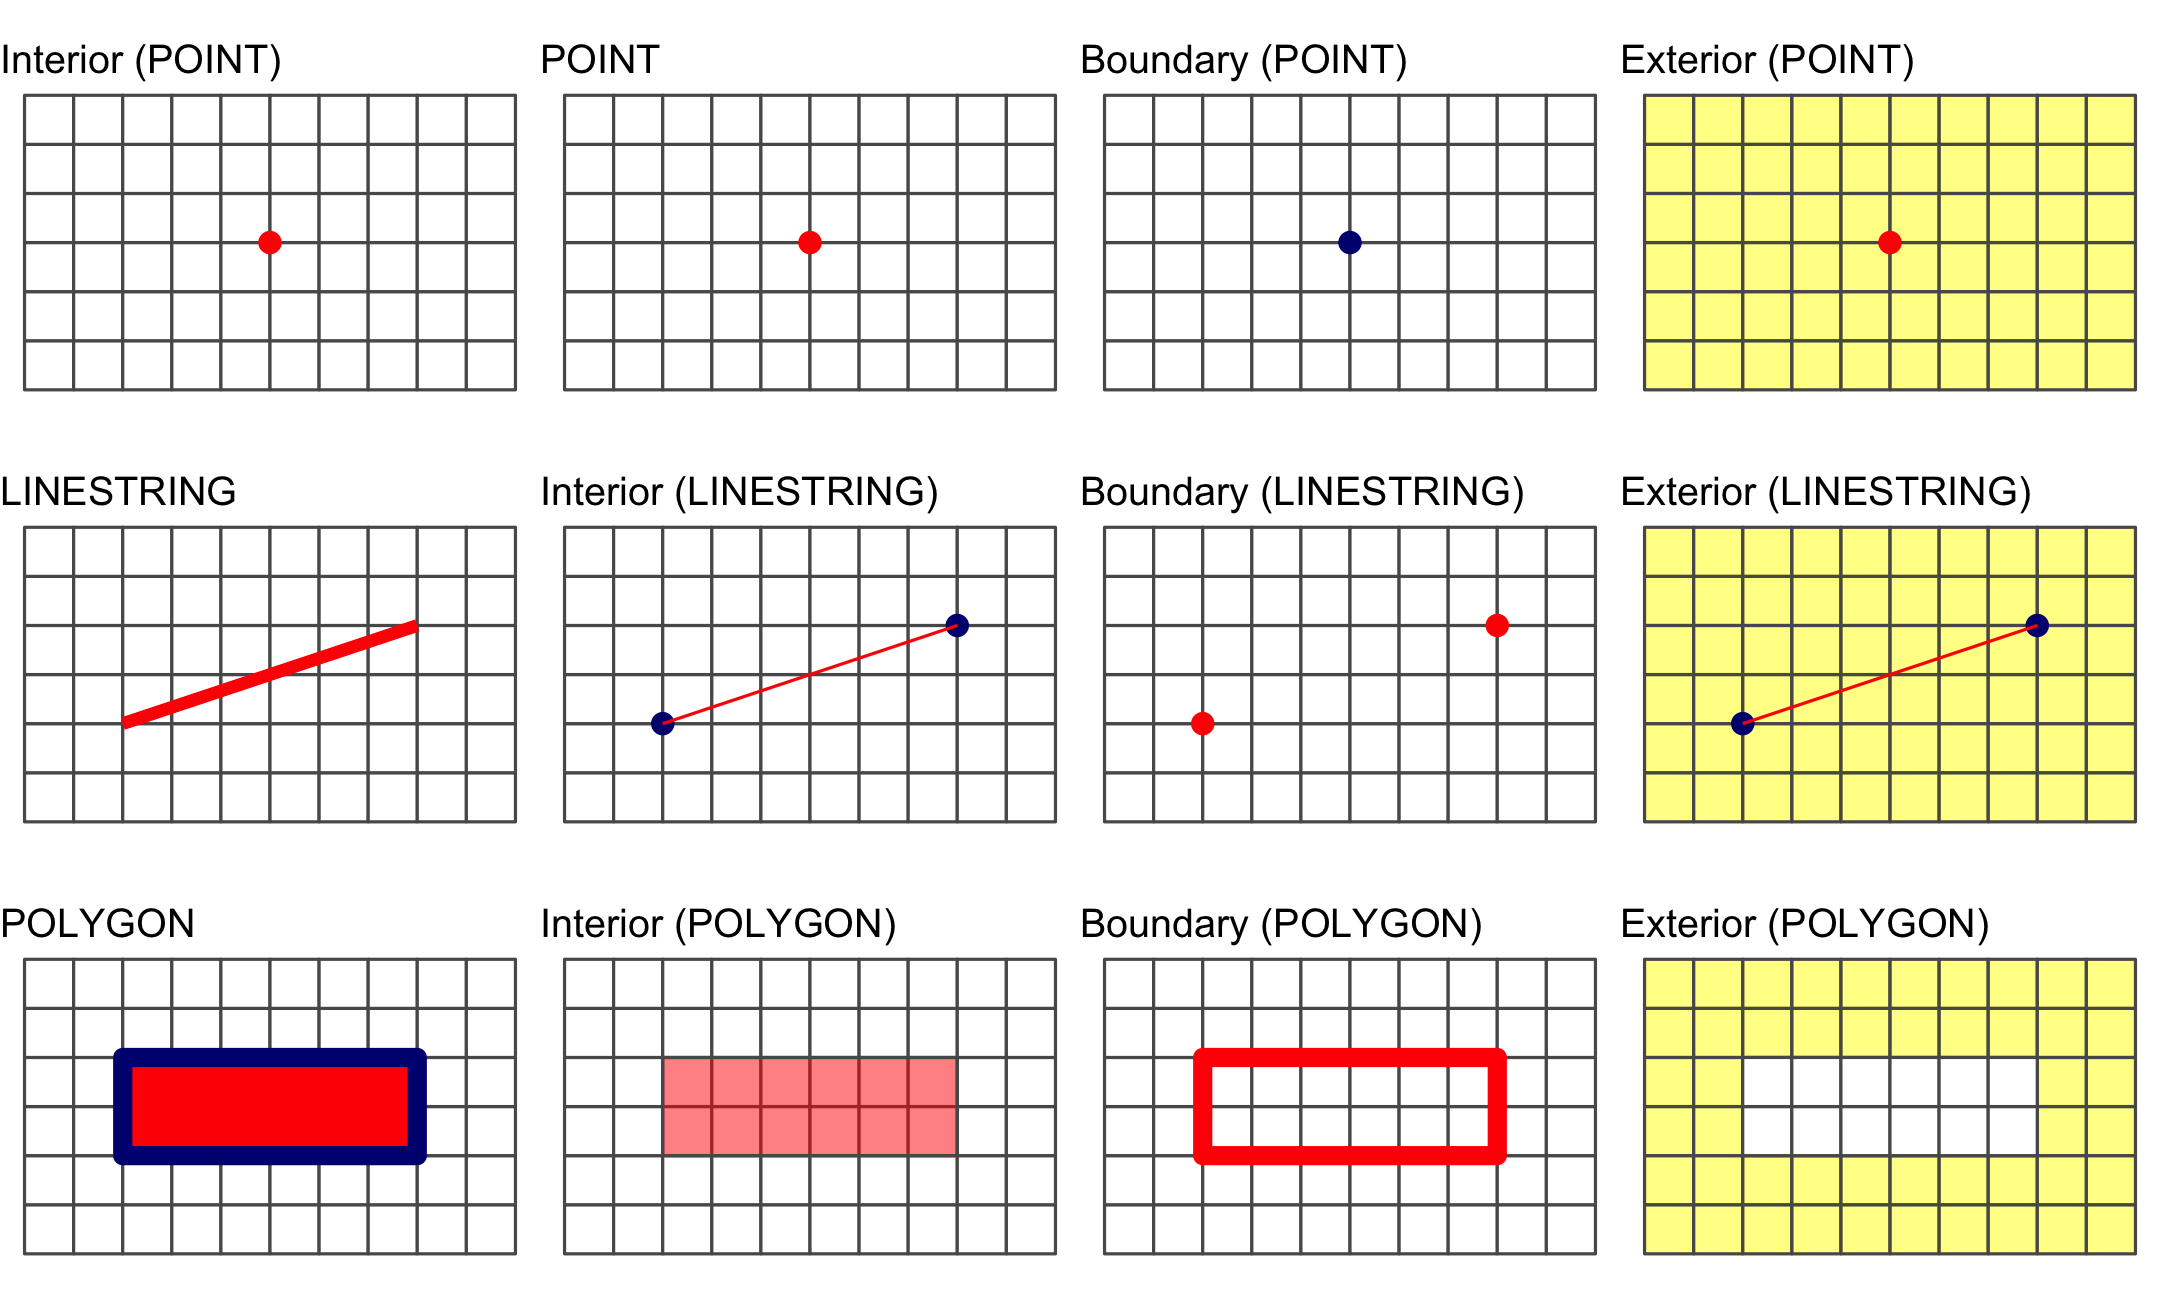 Interior (POINT)
POINT
Boundary (POINT)
Exterior (POINT)
LINESTRING
Interior (LINESTRING)
Boundary (LINESTRING)
Exterior (LINESTRING)
POLYGON
Interior (POLYGON)
Boundary (POLYGON)
Exterior (POLYGON)